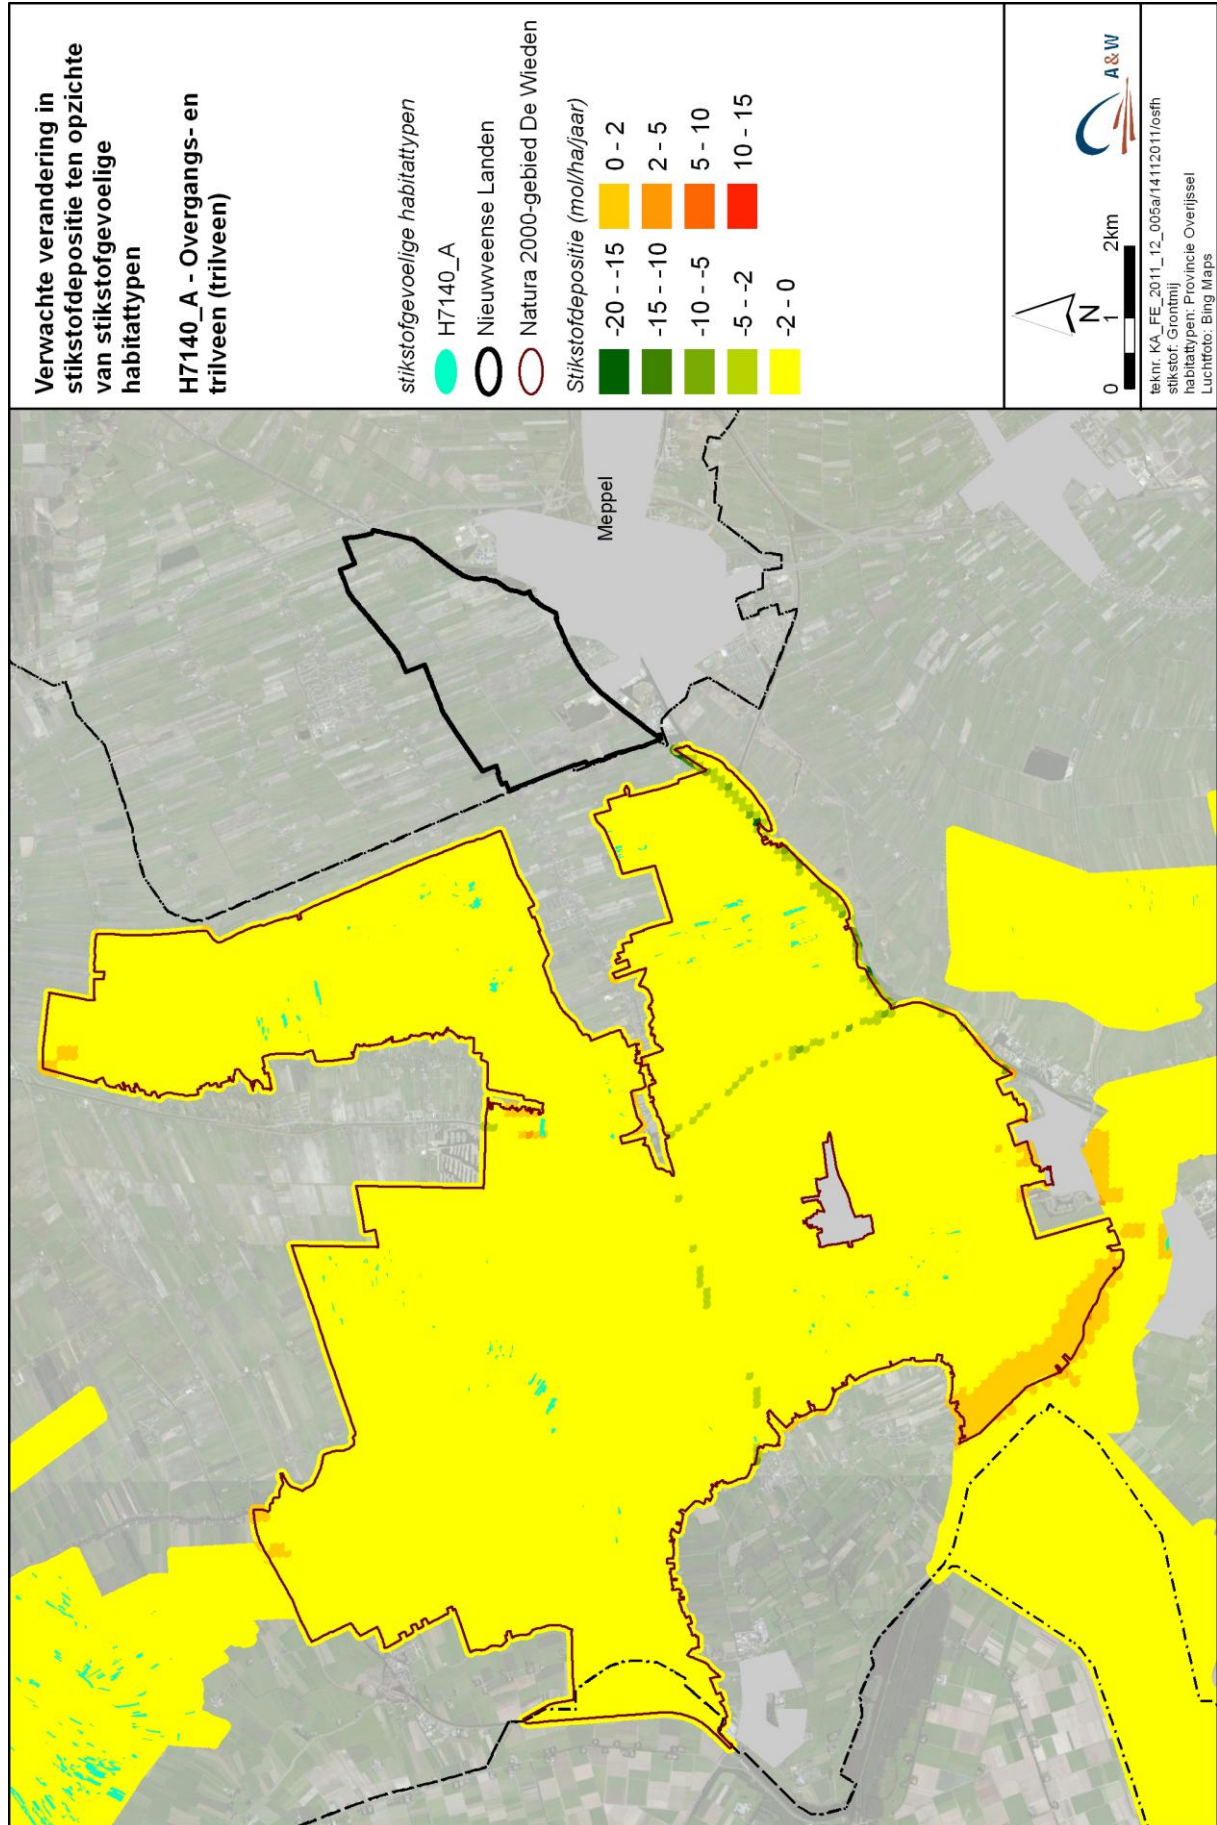 Verwachte verandering in
stikstofdepositie ten opzichte
van stikstofgevoelige
habitattypen
H7140_A - Overgangs- en
trilveen (trilveen)
stikstofgevoelige habitattypen
H7140_A
Nieuwveense Landen
Natura 2000-gebied De Wieden
Stikstofdepositie (mol/ha/jaar)
-20 - -15
-15 - -10
-10 - -5
-5 - -2
-2 - 0
0 - 2
2 - 5
5 - 10
10 - 15
N
0 1 2km
A&W
teknr. KA_FE_2011_12_005a/14112011/osfh
stikstof: Grontmij
habitattypen: Provincie Overijssel
Luchtfoto: Bing Maps
Meppel